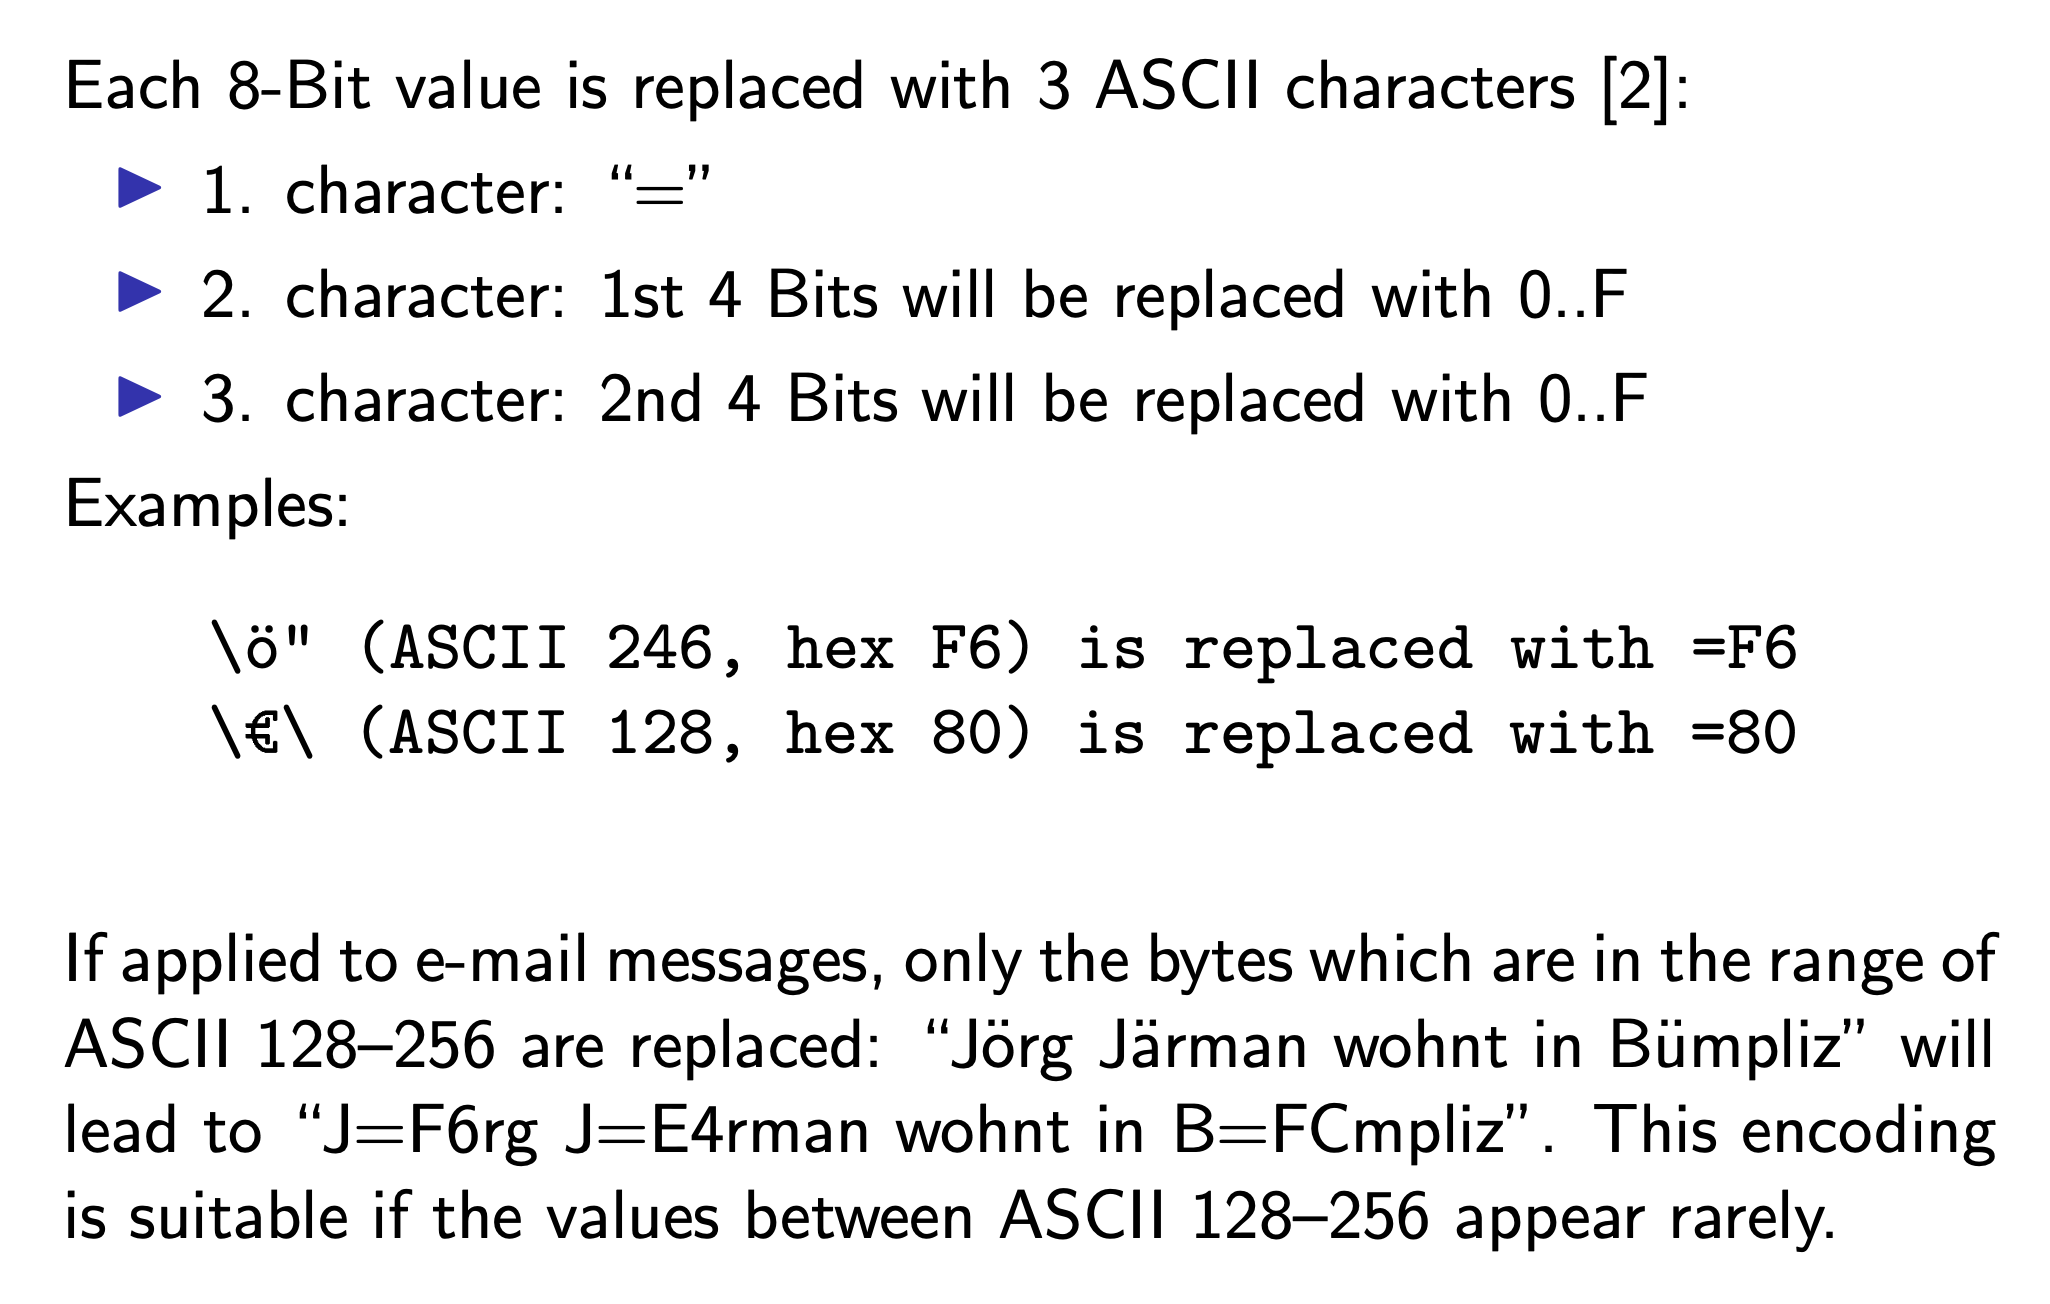 Each 8-Bit value is replaced with 3 ASCII characters [2]:
▶ 1. character: “=”
▶ 2. character: 1st 4 Bits will be replaced with 0..F
▶ 3. character: 2nd 4 Bits will be replaced with 0..F
Examples:
\ö" (ASCII 246, hex F6) is replaced with =F6
\€\ (ASCII 128, hex 80) is replaced with =80
If applied to e-mail messages, only the bytes which are in the range of
ASCII 128–256 are replaced: “Jörg Järman wohnt in Bümpliz” will
lead to “J=F6rg J=E4rman wohnt in B=FCmpliz”. This encoding
is suitable if the values between ASCII 128–256 appear rarely.